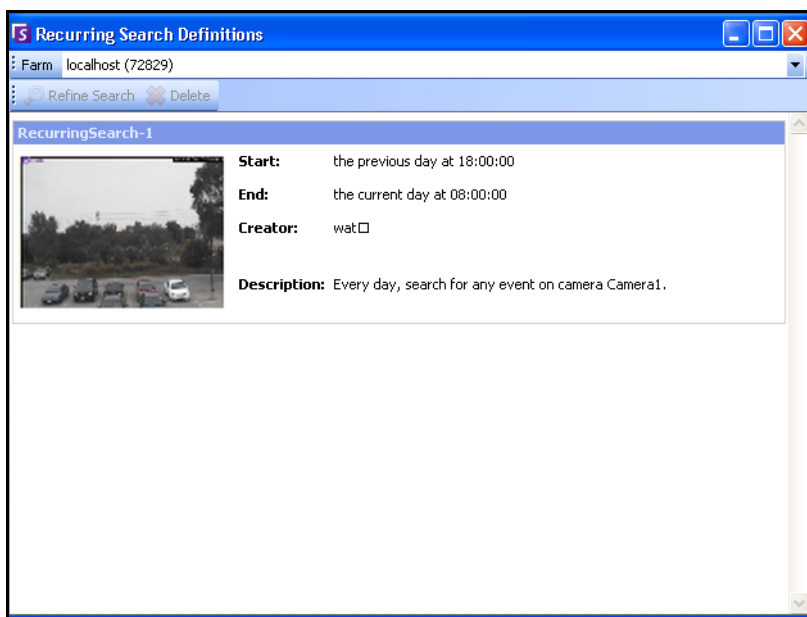 Recurring Search Definitions
Farm localhost (72829)
Refine Search Delete
RecurringSearch-1
Start: the previous day at 18:00:00
End: the current day at 08:00:00
Creator: wat□
Description: Every day, search for any event on camera Camera1.